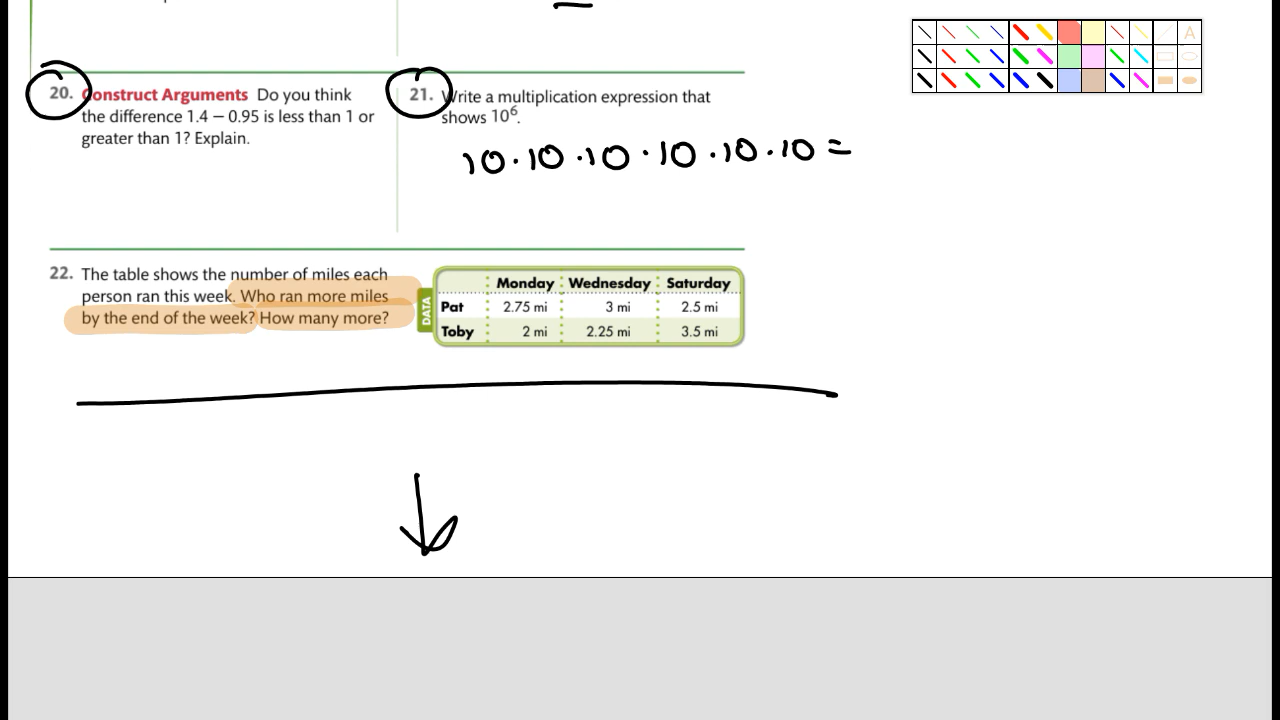 20. Construct Arguments Do you think
the difference 1.4 – 0.95 is less than 1 or
greater than 1? Explain.
21. Write a multiplication expression that
shows 10⁶.
10·10·10·10·10·10=
22. The table shows the number of miles each
person ran this week. Who ran more miles
by the end of the week? How many more?
DATA
Monday Wednesday Saturday
Pat 2.75 mi 3 mi 2.5 mi
Toby 2 mi 2.25 mi 3.5 mi
A